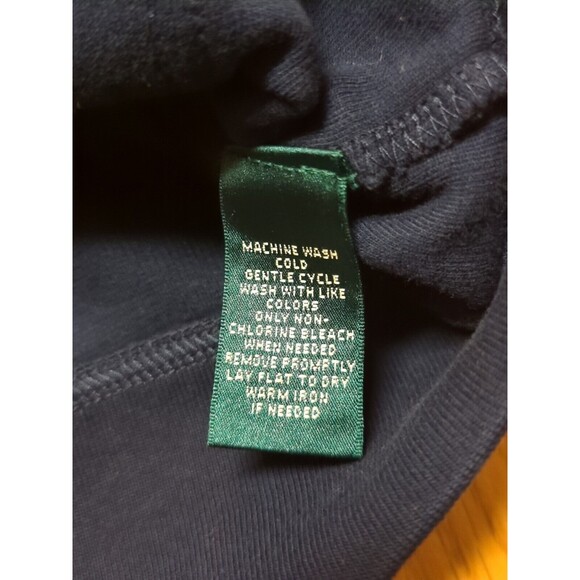 MACHINE WASH
COLD
GENTLE CYCLE
WASH WITH LIKE
COLORS
ONLY NON-
CHLORINE BLEACH
WHEN NEEDED
REMOVE PROMPTLY
LAY FLAT TO DRY
WARM IRON
IF NEEDED